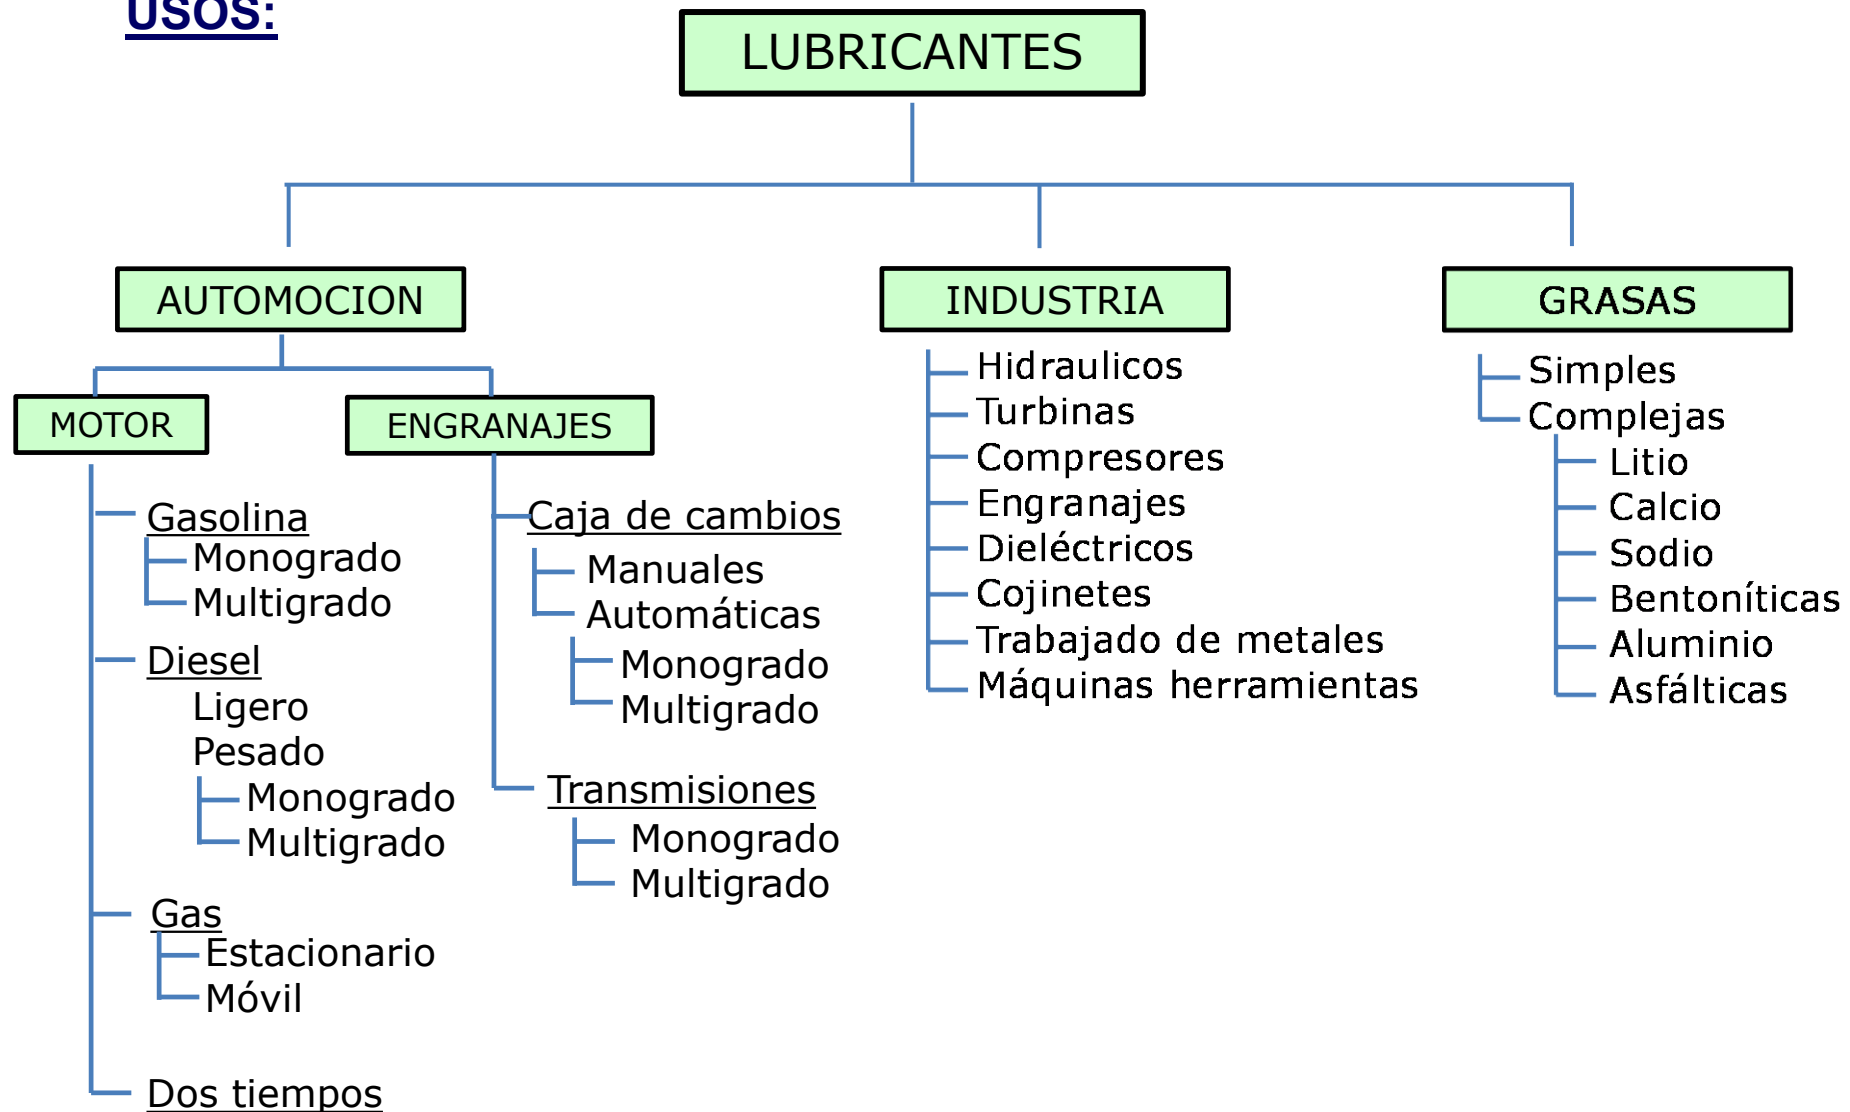 USOS:
LUBRICANTES
AUTOMOCION
MOTOR
Gasolina
Monogrado
Multigrado
Diesel
Ligero
Pesado
Monogrado
Multigrado
Gas
Estacionario
Móvil
Dos tiempos
ENGRANAJES
Caja de cambios
Manuales
Automáticas
Monogrado
Multigrado
Transmisiones
Monogrado
Multigrado
INDUSTRIA
Hidraulicos
Turbinas
Compresores
Engranajes
Dieléctricos
Cojinetes
Trabajado de metales
Máquinas herramientas
GRASAS
Simples
Complejas
Litio
Calcio
Sodio
Bentoníticas
Aluminio
Asfálticas